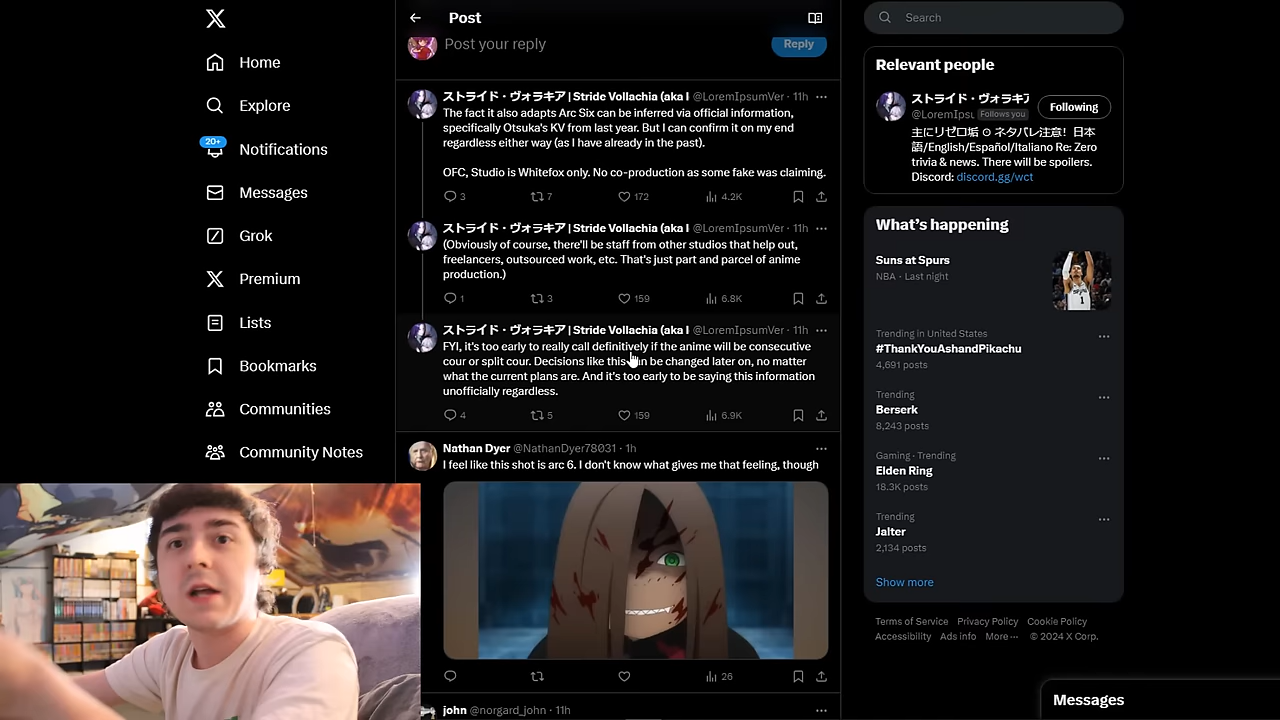 Home
Explore
20+
Notifications
Messages
Grok
Premium
Lists
Bookmarks
Communities
Community Notes
Post
Post your reply
Reply
ストライド・ヴォラキア | Stride Vollachia (aka I @LoremIpsumVer · 11h
The fact it also adapts Arc Six can be inferred via official information,
specifically Otsuka's KV from last year. But I can confirm it on my end
regardless either way (as I have already in the past).
OFC, Studio is Whitefox only. No co-production as some fake was claiming.
3 7 172 4.2K
ストライド・ヴォラキア | Stride Vollachia (aka I @LoremIpsumVer · 11h
(Obviously of course, there'll be staff from other studios that help out,
freelancers, outsourced work, etc. That's just part and parcel of anime
production.)
1 3 159 6.8K
ストライド・ヴォラキア | Stride Vollachia (aka I @LoremIpsumVer · 11h
FYI, it's too early to really call definitively if the anime will be consecutive
cour or split cour. Decisions like this can be changed later on, no matter
what the current plans are. And it's too early to be saying this information
unofficially regardless.
4 5 159 6.9K
Nathan Dyer @NathanDyer78031 · 1h
I feel like this shot is arc 6. I don't know what gives me that feeling, though
26
john @norgard_john · 11h
Search
Relevant people
ストライド・ヴォラキア
@LoremIpsu Follows you
Following
主にリゼロ垢 ⊙ ネタバレ注意！日本
語/English/Español/Italiano Re: Zero
trivia & news. There will be spoilers.
Discord: discord.gg/wct
What's happening
Suns at Spurs
NBA · Last night
Trending in United States
#ThankYouAshandPikachu
4,691 posts
Trending
Berserk
8,243 posts
Gaming · Trending
Elden Ring
18.3K posts
Trending
Jalter
2,134 posts
Show more
Terms of Service Privacy Policy Cookie Policy
Accessibility Ads info More ··· © 2024 X Corp.
Messages